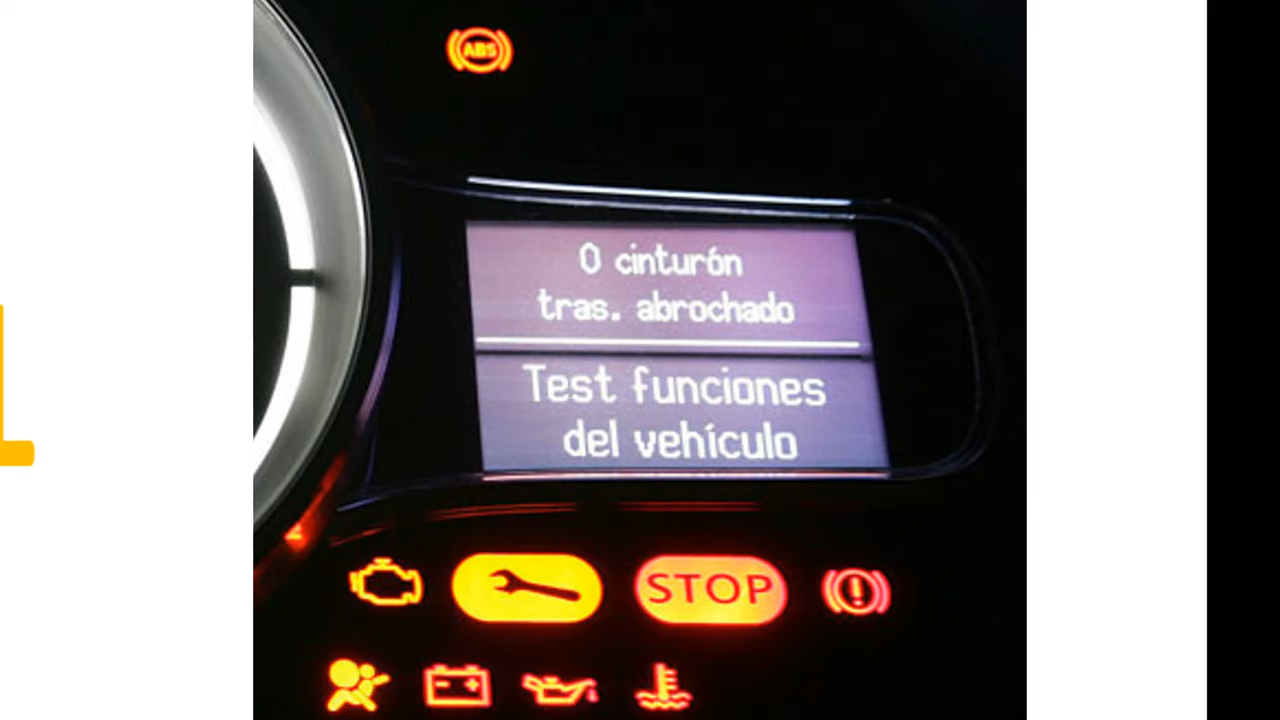 ABS
0 cinturón
tras. abrochado
Test funciones
del vehículo
STOP